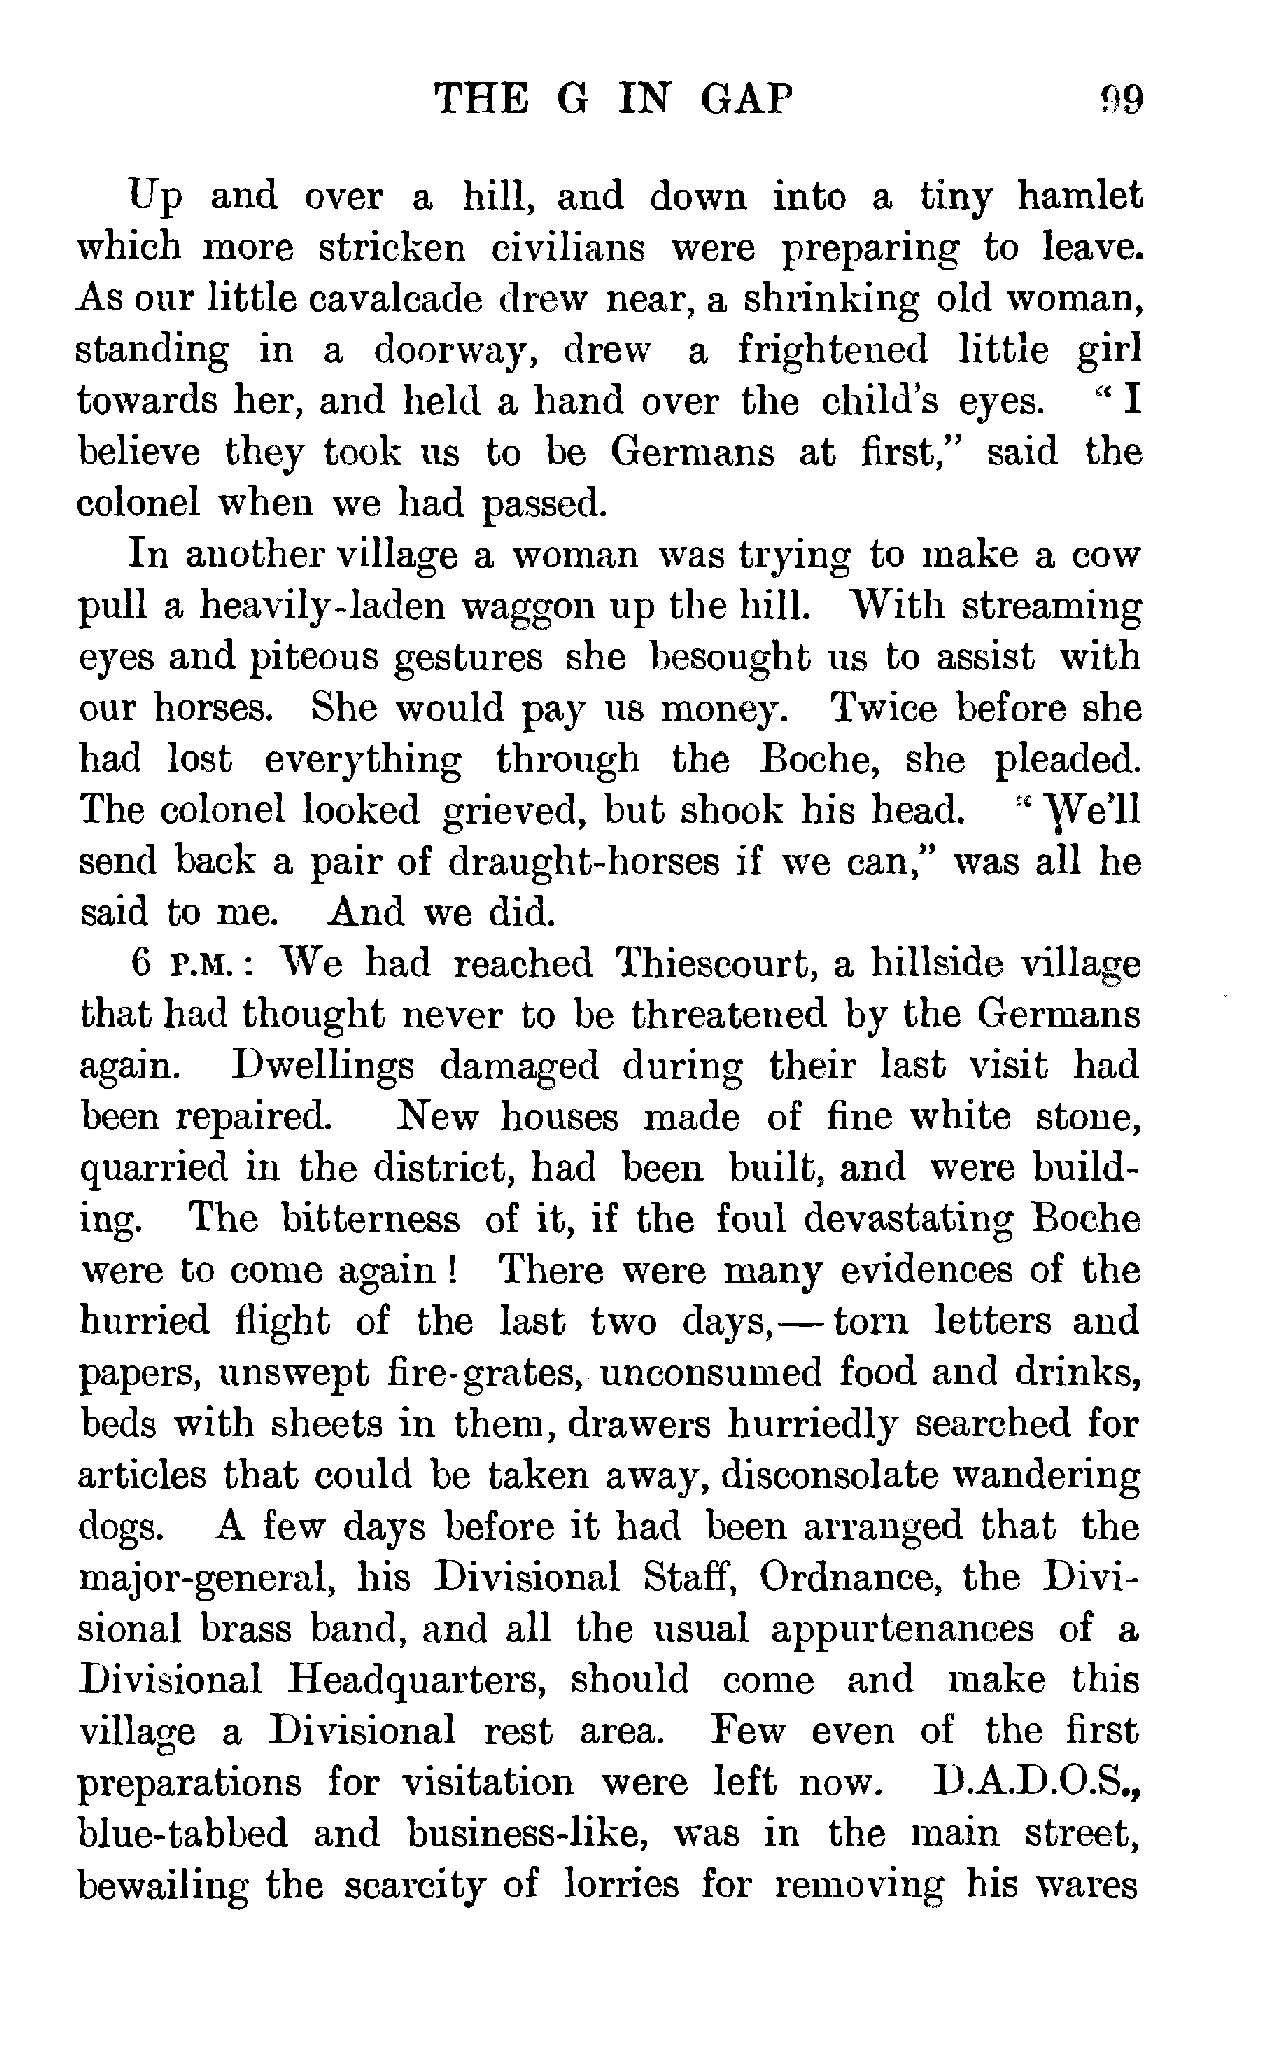 THE G IN GAP 99
Up and over a hill, and down into a tiny hamlet
which more stricken civilians were preparing to leave.
As our little cavalcade drew near, a shrinking old woman,
standing in a doorway, drew a frightened little girl
towards her, and held a hand over the child's eyes. "I
believe they took us to be Germans at first," said the
colonel when we had passed.
In another village a woman was trying to make a cow
pull a heavily-laden waggon up the hill. With streaming
eyes and piteous gestures she besought us to assist with
our horses. She would pay us money. Twice before she
had lost everything through the Boche, she pleaded.
The colonel looked grieved, but shook his head. "We'll
send back a pair of draught-horses if we can," was all he
said to me. And we did.
6 P.M.: We had reached Thiescourt, a hillside village
that had thought never to be threatened by the Germans
again. Dwellings damaged during their last visit had
been repaired. New houses made of fine white stone,
quarried in the district, had been built, and were build-
ing. The bitterness of it, if the foul devastating Boche
were to come again! There were many evidences of the
hurried flight of the last two days,—torn letters and
papers, unswept fire-grates, unconsumed food and drinks,
beds with sheets in them, drawers hurriedly searched for
articles that could be taken away, disconsolate wandering
dogs. A few days before it had been arranged that the
major-general, his Divisional Staff, Ordnance, the Divi-
sional brass band, and all the usual appurtenances of a
Divisional Headquarters, should come and make this
village a Divisional rest area. Few even of the first
preparations for visitation were left now. D.A.D.O.S.,
blue-tabbed and business-like, was in the main street,
bewailing the scarcity of lorries for removing his wares